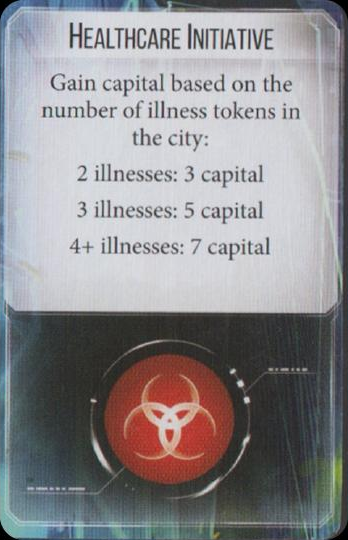 Healthcare Initiative
Gain capital based on the
number of illness tokens in
the city:
2 illnesses: 3 capital
3 illnesses: 5 capital
4+ illnesses: 7 capital